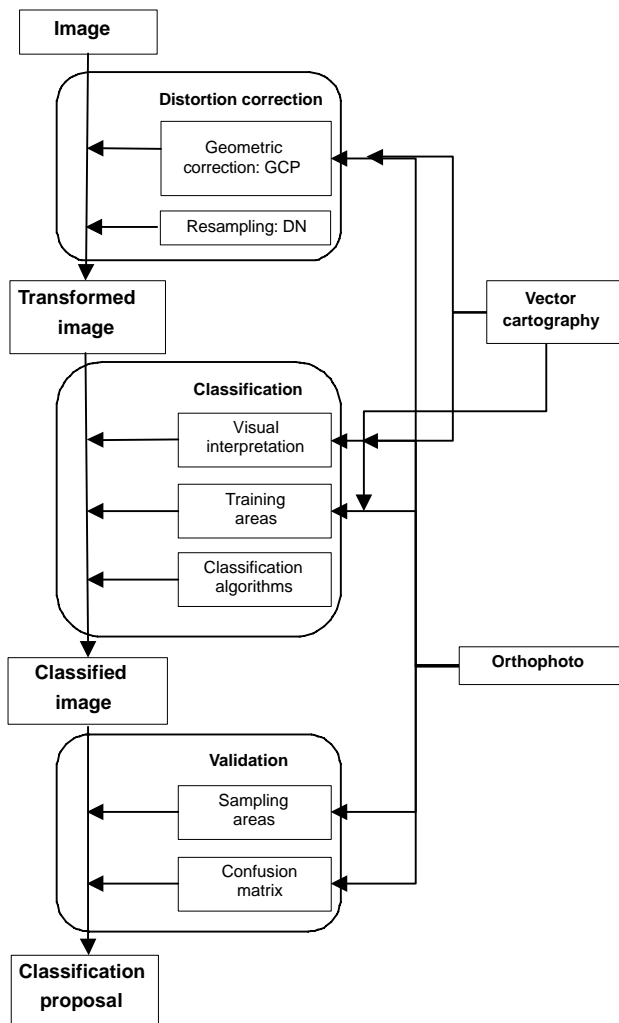 Image
Distortion correction
Geometric
correction: GCP
Resampling: DN
Transformed
image
Vector
cartography
Classification
Visual
interpretation
Training
areas
Classification
algorithms
Classified
image
Orthophoto
Validation
Sampling
areas
Confusion
matrix
Classification
proposal